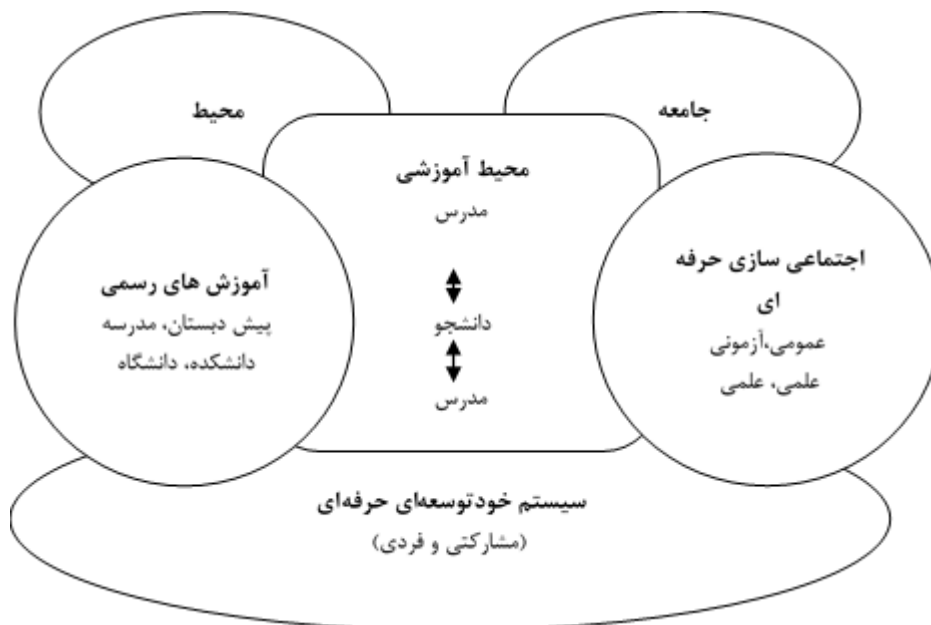 جامعه
محیط
محیط آموزشی
مدرس
دانشجو
مدرس
اجتماعی سازی حرفه
ای
عمومی،آزمونی
علمی، علمی
آموزش های رسمی
پیش دبستان، مدرسه
دانشکده، دانشگاه
سیستم خودتوسعه‌ای حرفه‌ای
(مشارکتی و فردی)